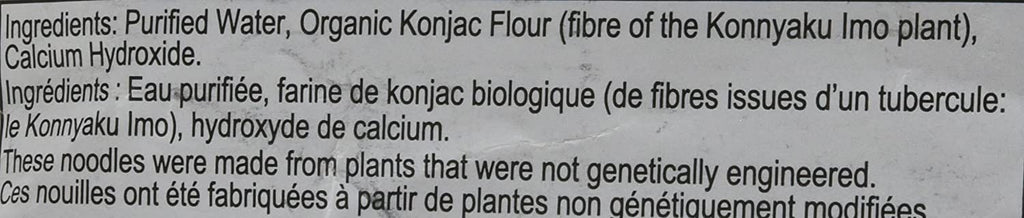 Ingredients: Purified Water, Organic Konjac Flour (fibre of the Konnyaku Imo plant),
Calcium Hydroxide.
Ingrédients : Eau purifiée, farine de konjac biologique (de fibres issues d'un tubercule:
le Konnyaku Imo), hydroxyde de calcium.
These noodles were made from plants that were not genetically engineered.
Ces nouilles ont été fabriquées à partir de plantes non génétiquement modifiées